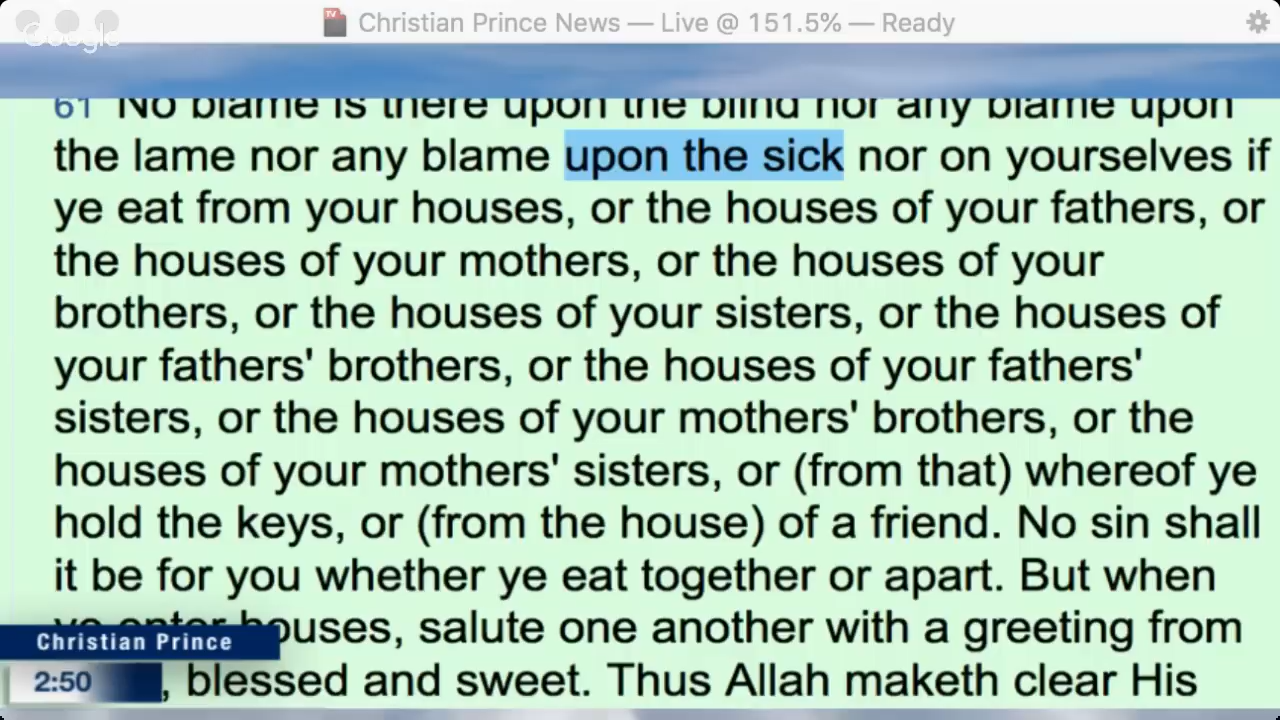 Christian Prince News — Live @ 151.5% — Ready
TV
Google
61 No blame is there upon the blind nor any blame upon
the lame nor any blame upon the sick nor on yourselves if
ye eat from your houses, or the houses of your fathers, or
the houses of your mothers, or the houses of your
brothers, or the houses of your sisters, or the houses of
your fathers' brothers, or the houses of your fathers'
sisters, or the houses of your mothers' brothers, or the
houses of your mothers' sisters, or (from that) whereof ye
hold the keys, or (from the house) of a friend. No sin shall
it be for you whether ye eat together or apart. But when
ye enter houses, salute one another with a greeting from
, blessed and sweet. Thus Allah maketh clear His
Christian Prince
2:50